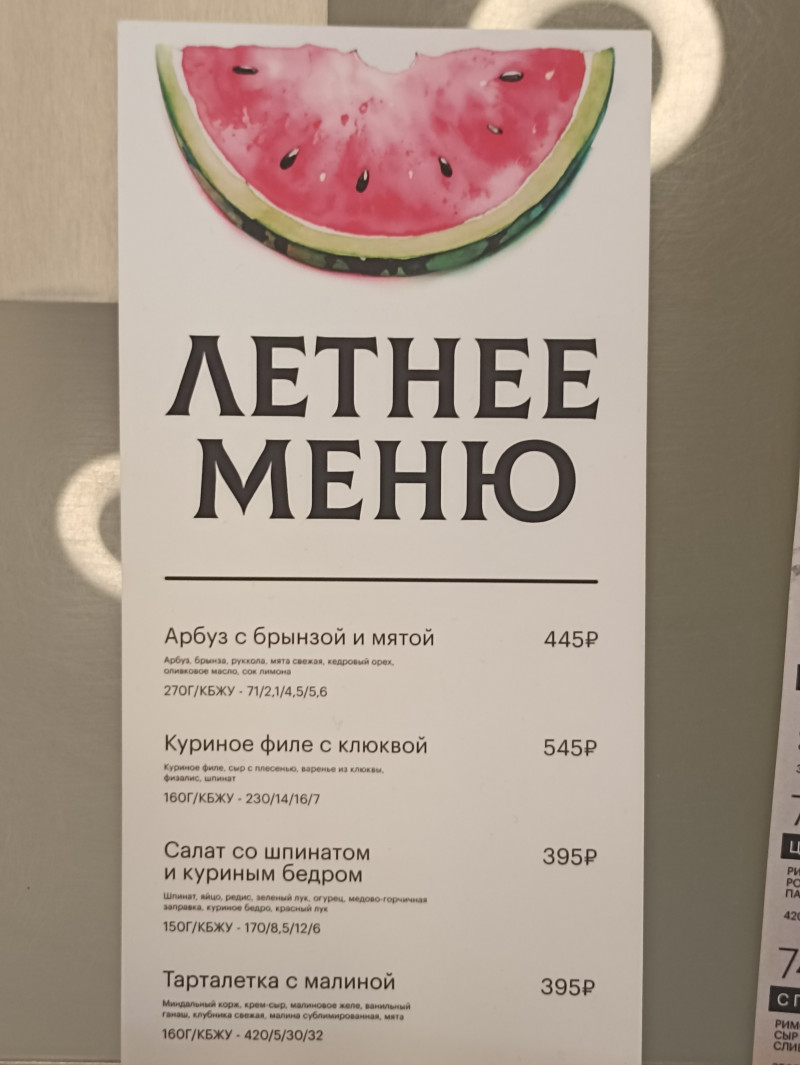 ЛЕТНЕЕ
МЕНЮ
Арбуз с брынзой и мятой 445₽
Арбуз, брынза, руккола, мята свежая, кедровый орех,
оливковое масло, сок лимона
270Г/КБЖУ - 71/2,1/4,5/5,6
Куриное филе с клюквой 545₽
Куриное филе, сыр с плесенью, варенье из клюквы,
физалис, шпинат
160Г/КБЖУ - 230/14/16/7
Салат со шпинатом
и куриным бедром 395₽
Шпинат, яйцо, редис, зеленый лук, огурец, медово-горчичная
заправка, куриное бедро, красный лук
150Г/КБЖУ - 170/8,5/12/6
Тарталетка с малиной 395₽
Миндальный корж, крем-сыр, малиновое желе, ванильный
ганаш, клубника свежая, малина сублимированная, мята
160Г/КБЖУ - 420/5/30/32